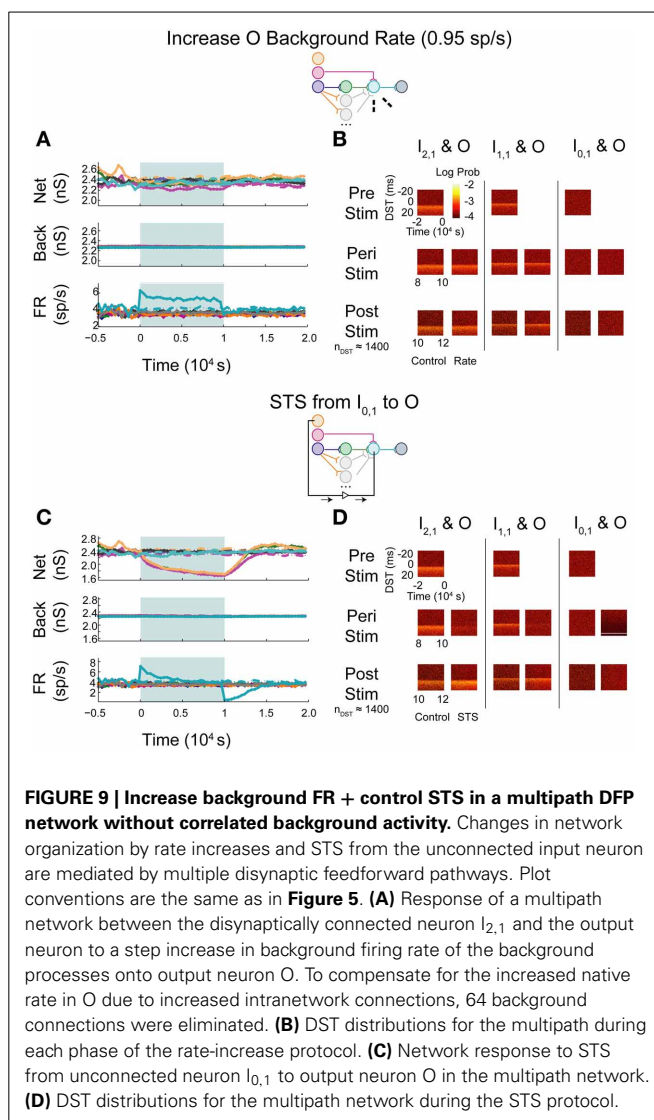 Increase O Background Rate (0.95 sp/s)
...
A
B
I2,1 & O
I1,1 & O
I0,1 & O
Net (nS)
2.6
2.4
2.2
2.0
Back (nS)
2.6
2.4
2.2
2.0
FR (sp/s)
6
4
2
−0.5 0 0.5 1.0 1.5 2.0
Time (10⁴ s)
Log Prob
-2
-3
-4
Pre Stim
DST (ms)
-20
0
20
-2 0
Time (10⁴ s)
Peri Stim
8 10
Post Stim
nDST ≈ 1400
10 12
Control Rate
STS from I0,1 to O
...
C
D
I2,1 & O
I1,1 & O
I0,1 & O
Net (nS)
2.8
2.4
2.0
1.6
Back (nS)
2.8
2.4
2.0
1.6
FR (sp/s)
8
6
4
2
0
−0.5 0 0.5 1.0 1.5 2.0
Time (10⁴ s)
Pre Stim
-20
0
20
DST (ms)
-2 0
Time (10⁴ s)
Peri Stim
8 10
Post Stim
nDST ≈ 1400
10 12
Control STS
FIGURE 9 | Increase background FR + control STS in a multipath DFP
network without correlated background activity. Changes in network
organization by rate increases and STS from the unconnected input neuron
are mediated by multiple disynaptic feedforward pathways. Plot
conventions are the same as in Figure 5. (A) Response of a multipath
network between the disynaptically connected neuron I2,1 and the output
neuron to a step increase in background firing rate of the background
processes onto output neuron O. To compensate for the increased native
rate in O due to increased intranetwork connections, 64 background
connections were eliminated. (B) DST distributions for the multipath during
each phase of the rate-increase protocol. (C) Network response to STS
from unconnected neuron I0,1 to output neuron O in the multipath network.
(D) DST distributions for the multipath network during the STS protocol.